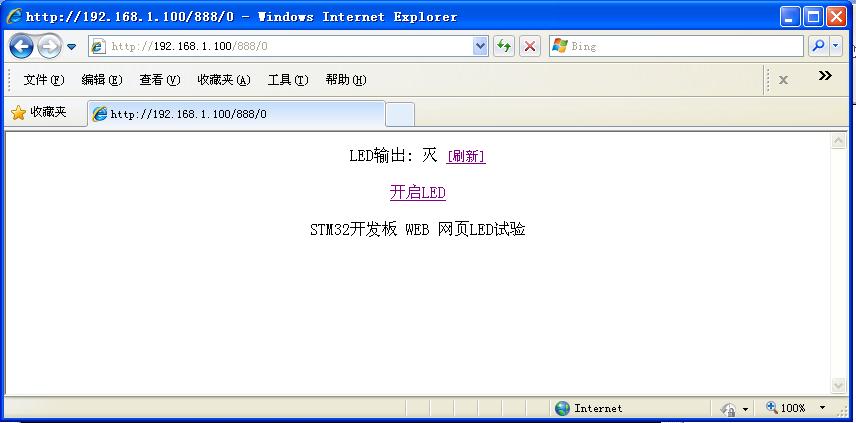 http://192.168.1.100/888/0 - Windows Internet Explorer
http://192.168.1.100/888/0
Bing
文件(F) 编辑(E) 查看(V) 收藏夹(A) 工具(T) 帮助(H)
收藏夹 http://192.168.1.100/888/0
LED输出: 灭 [刷新]
开启LED
STM32开发板 WEB 网页LED试验
Internet 100%